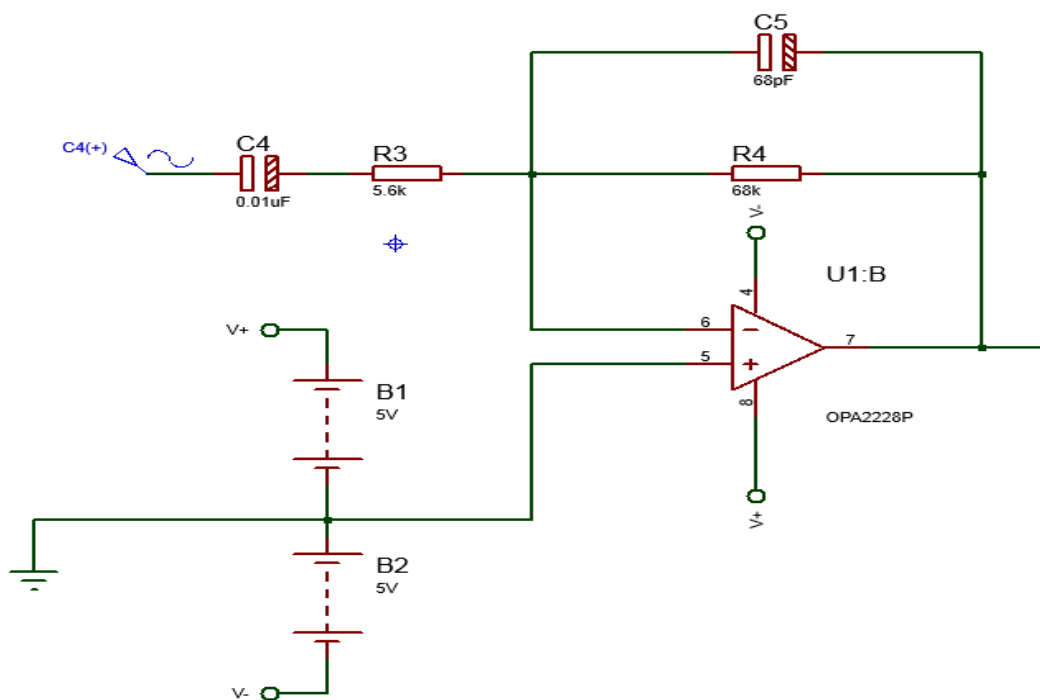 C5
68pF
C4(+)
C4
0.01uF
R3
5.6k
R4
68k
V-
4
U1:B
6
5
7
8
OPA2228P
V+
V+
B1
5V
B2
5V
V-